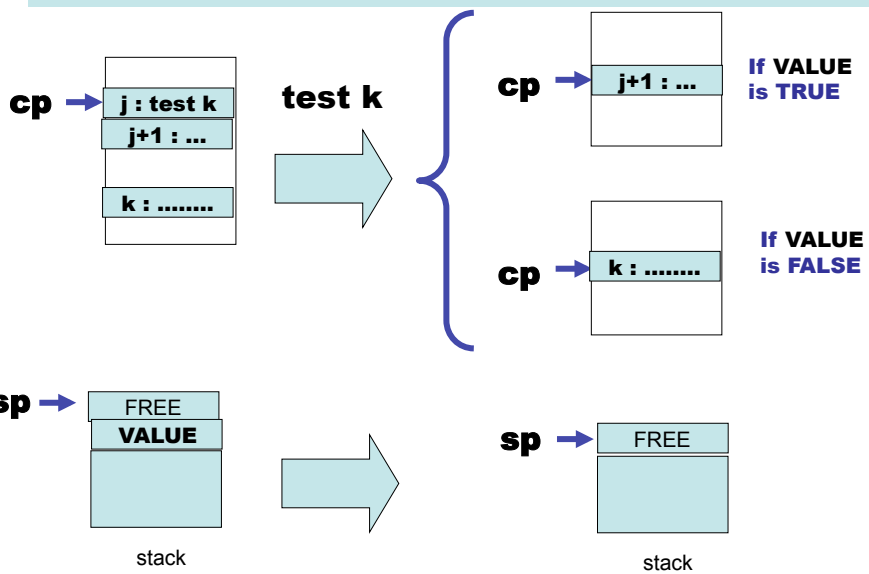 cp
j : test k
j+1 : ...
k : ........
test k
cp
j+1 : ...
If VALUE
is TRUE
cp
k : ........
If VALUE
is FALSE
sp
FREE
VALUE
stack
sp
FREE
stack